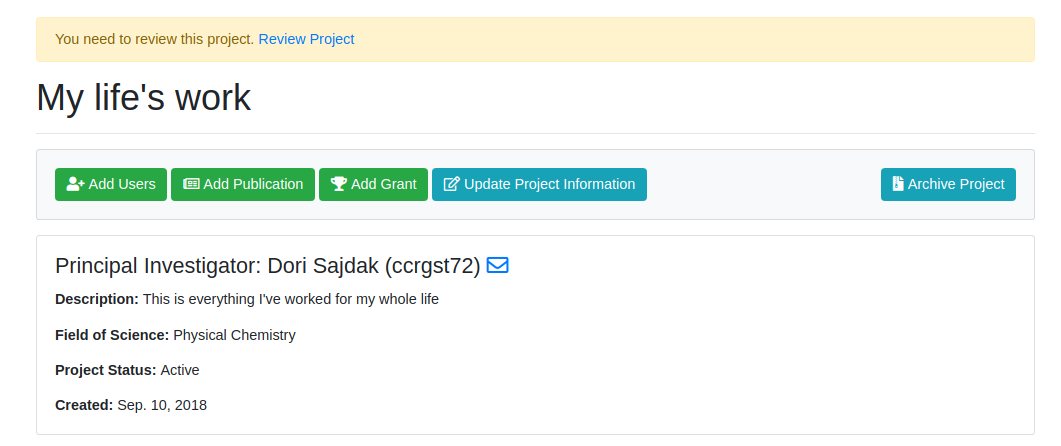 You need to review this project. Review Project
My life's work
Add Users Add Publication Add Grant Update Project Information Archive Project
Principal Investigator: Dori Sajdak (ccrgst72)
Description: This is everything I've worked for my whole life
Field of Science: Physical Chemistry
Project Status: Active
Created: Sep. 10, 2018